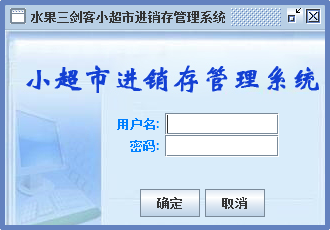 水果三剑客小超市进销存管理系统
小超市进销存管理系统
用户名:
密码:
确定 取消